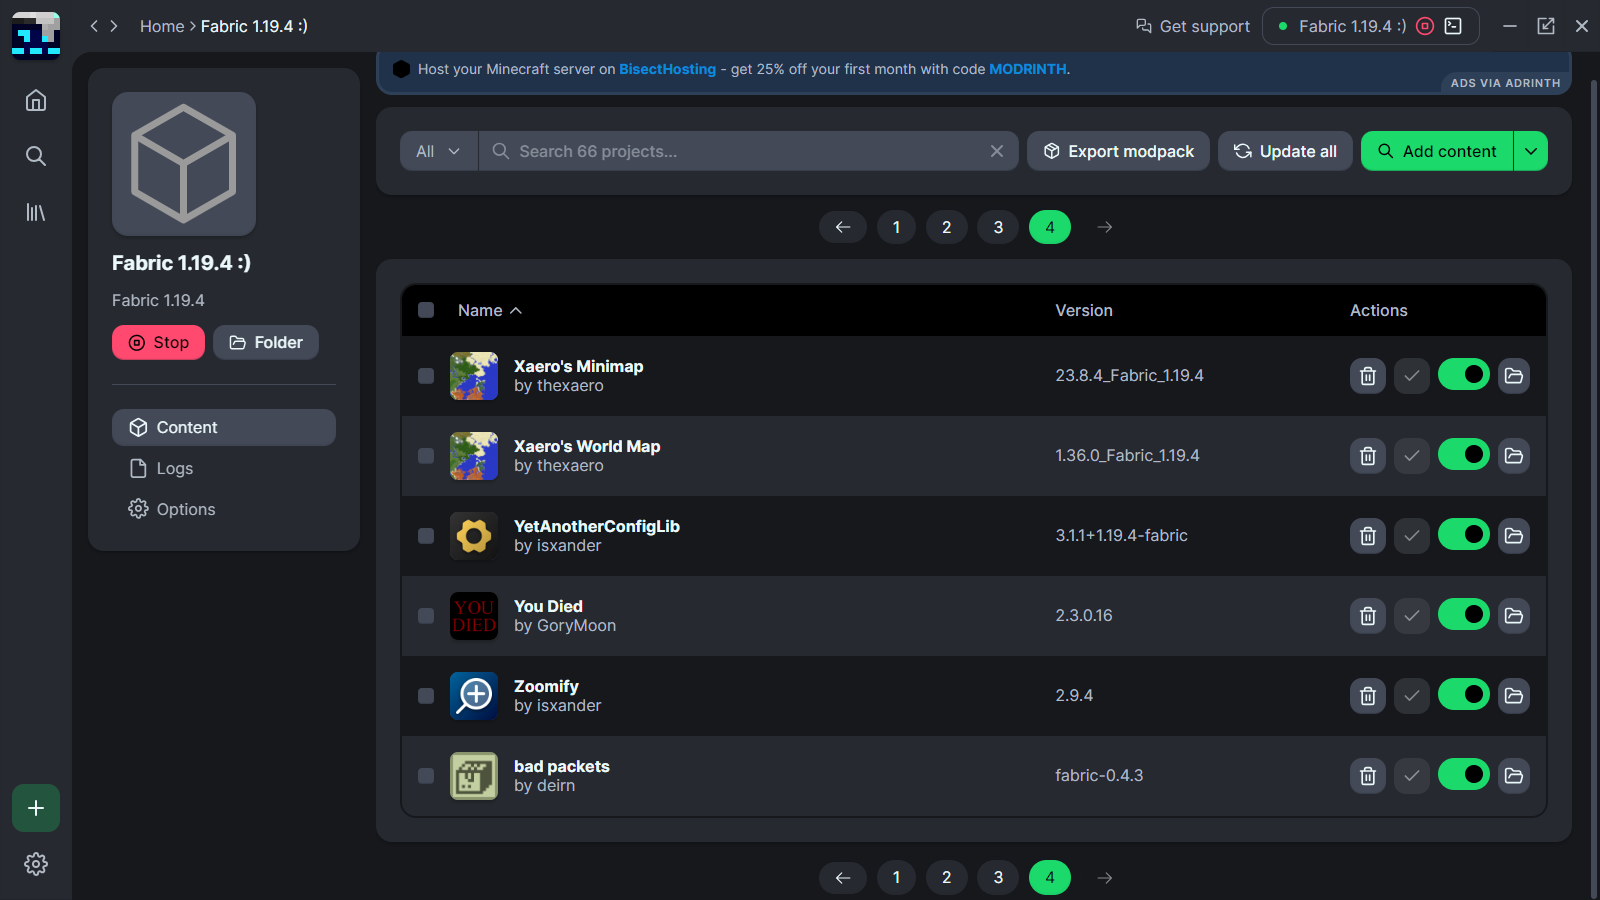 Home > Fabric 1.19.4 :)
Get support
Fabric 1.19.4 :)
Host your Minecraft server on BisectHosting - get 25% off your first month with code MODRINTH.
ADS VIA ADRINTH
Fabric 1.19.4 :)
Fabric 1.19.4
Stop
Folder
Content
Logs
Options
All
Search 66 projects...
Export modpack
Update all
Add content
1 2 3 4
Name Version Actions
Xaero's Minimap
by thexaero
23.8.4_Fabric_1.19.4
Xaero's World Map
by thexaero
1.36.0_Fabric_1.19.4
YetAnotherConfigLib
by isxander
3.1.1+1.19.4-fabric
YOU
DIED
You Died
by GoryMoon
2.3.0.16
Zoomify
by isxander
2.9.4
bad packets
by deirn
fabric-0.4.3
1 2 3 4